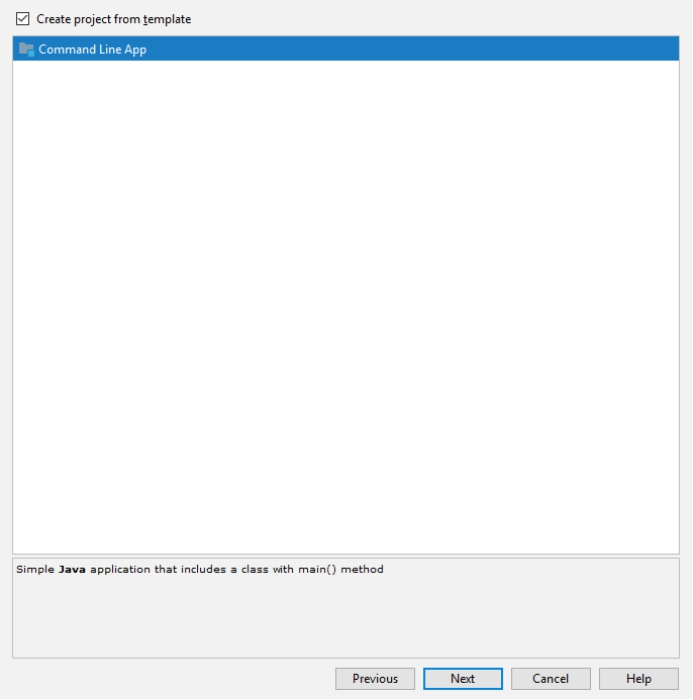 Create project from template
Command Line App
Simple Java application that includes a class with main() method
Previous Next Cancel Help